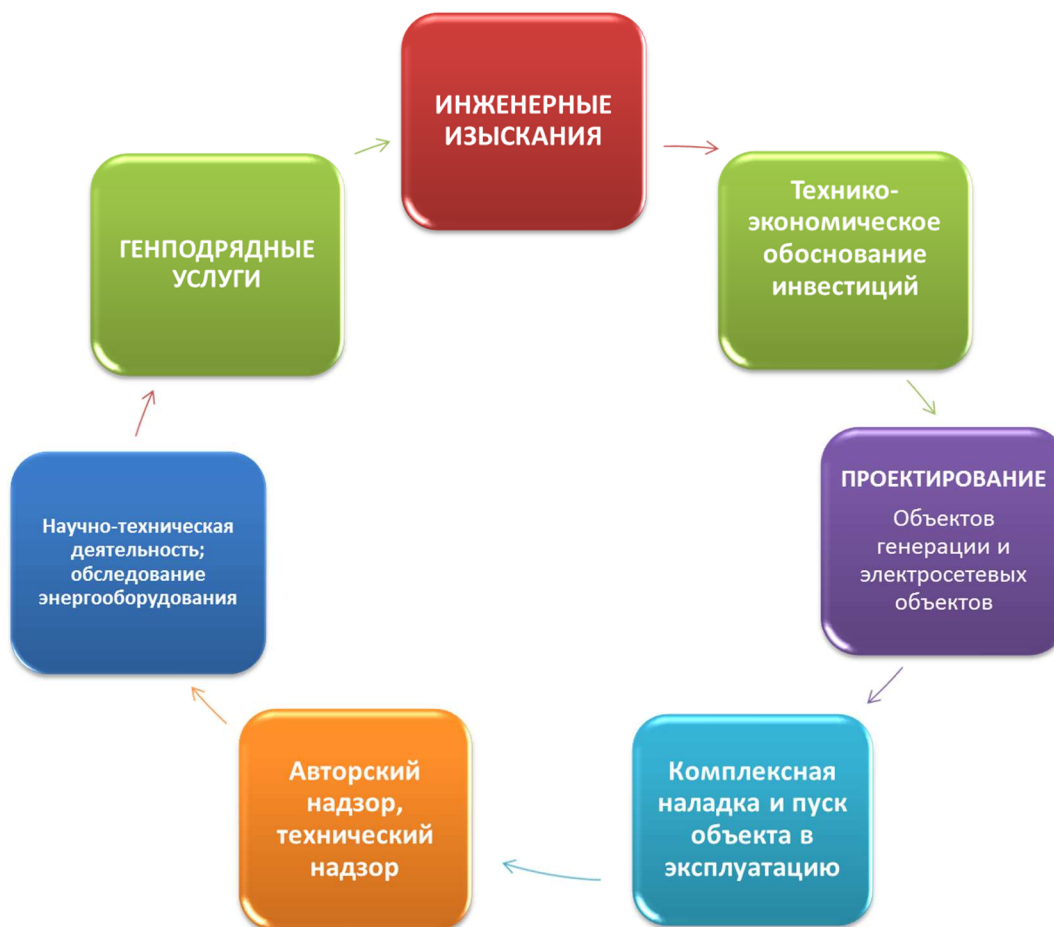 ИНЖЕНЕРНЫЕ
ИЗЫСКАНИЯ
Технико-
экономическое
обоснование
инвестиций
ПРОЕКТИРОВАНИЕ
Объектов
генерации и
электросетевых
объектов
Комплексная
наладка и пуск
объекта в
эксплуатацию
Авторский
надзор,
технический
надзор
Научно-техническая
деятельность;
обследование
энергооборудования
ГЕНПОДРЯДНЫЕ
УСЛУГИ